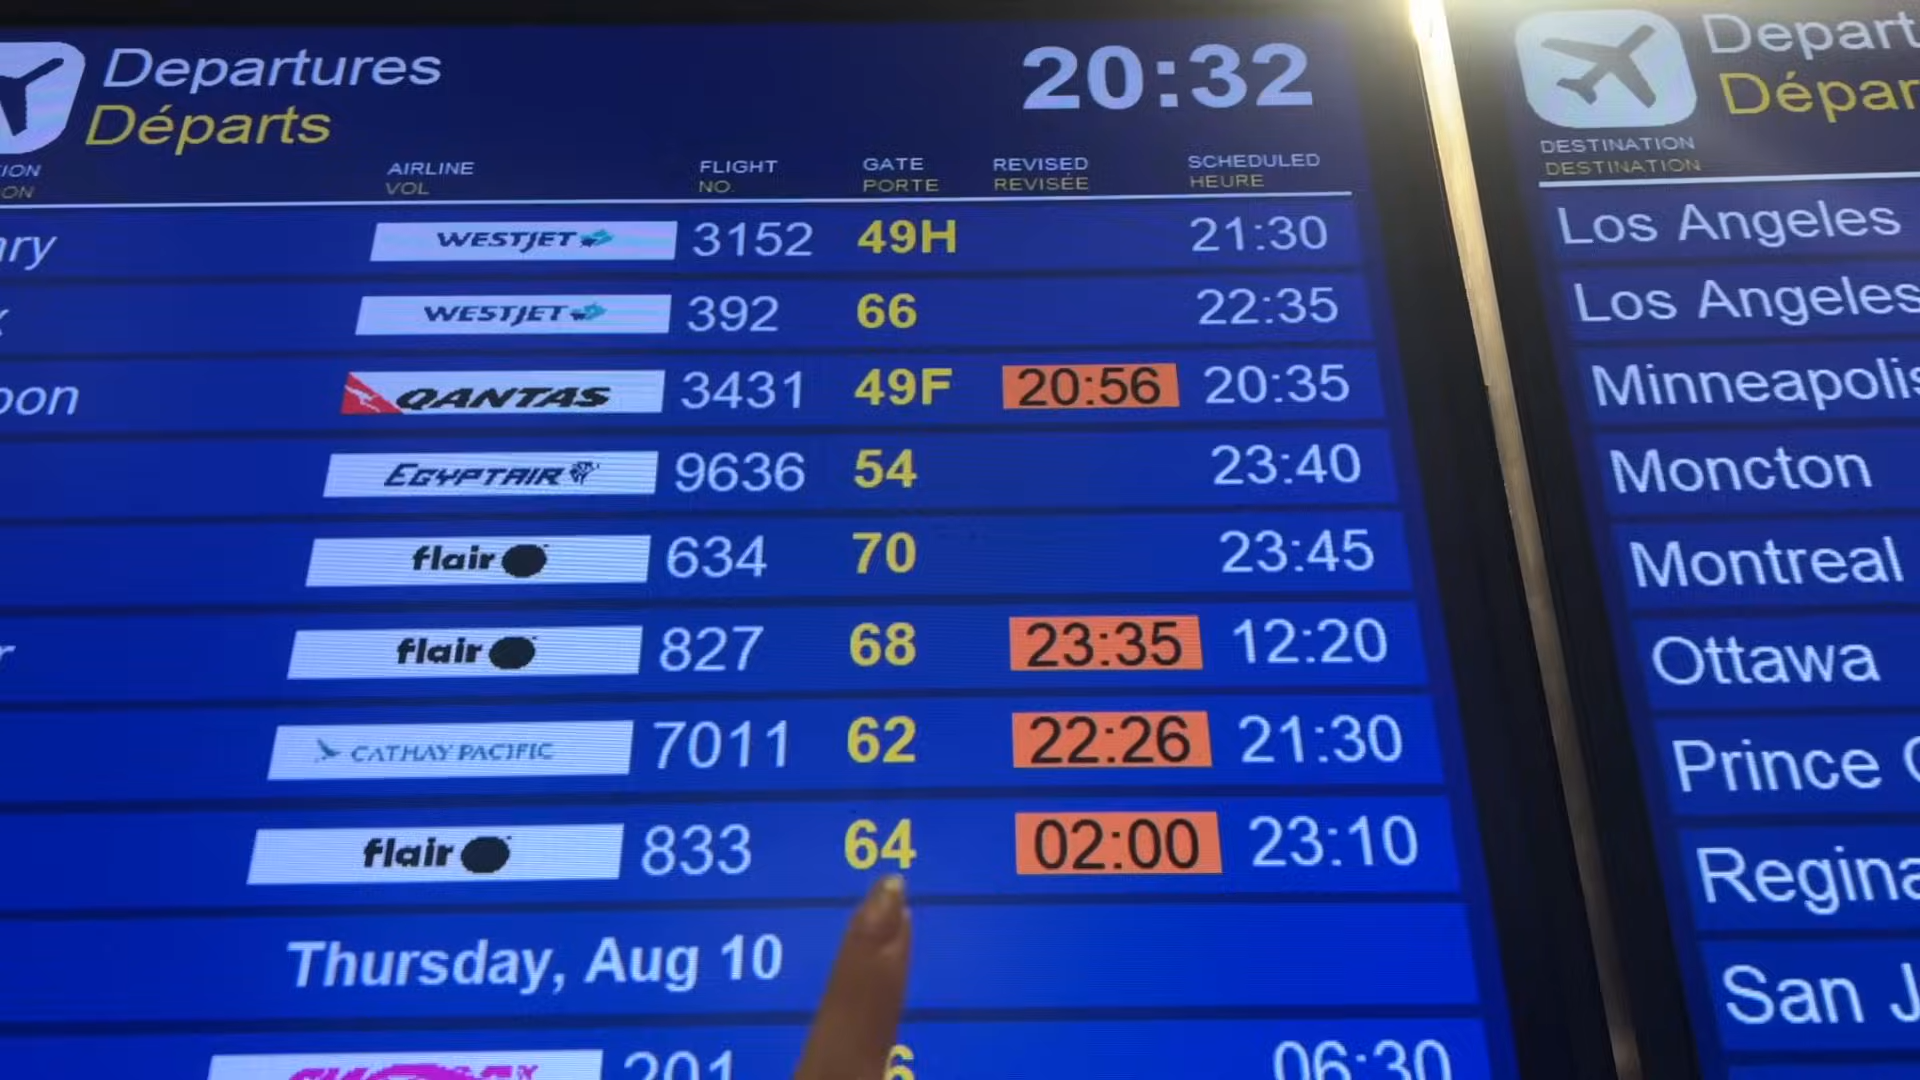 Departures
Départs
20:32
AIRLINE FLIGHT GATE REVISED SCHEDULED
VOL NO. PORTE REVISÉE HEURE
WESTJET 3152 49H 21:30
WESTJET 392 66 22:35
QANTAS 3431 49F 20:56 20:35
EGYPTAIR 9636 54 23:40
flair 634 70 23:45
flair 827 68 23:35 12:20
CATHAY PACIFIC 7011 62 22:26 21:30
flair 833 64 02:00 23:10
Thursday, Aug 10
201 06:30
DESTINATION
DESTINATION
Los Angeles
Los Angeles
Minneapolis
Moncton
Montreal
Ottawa
Prince
Regina
San